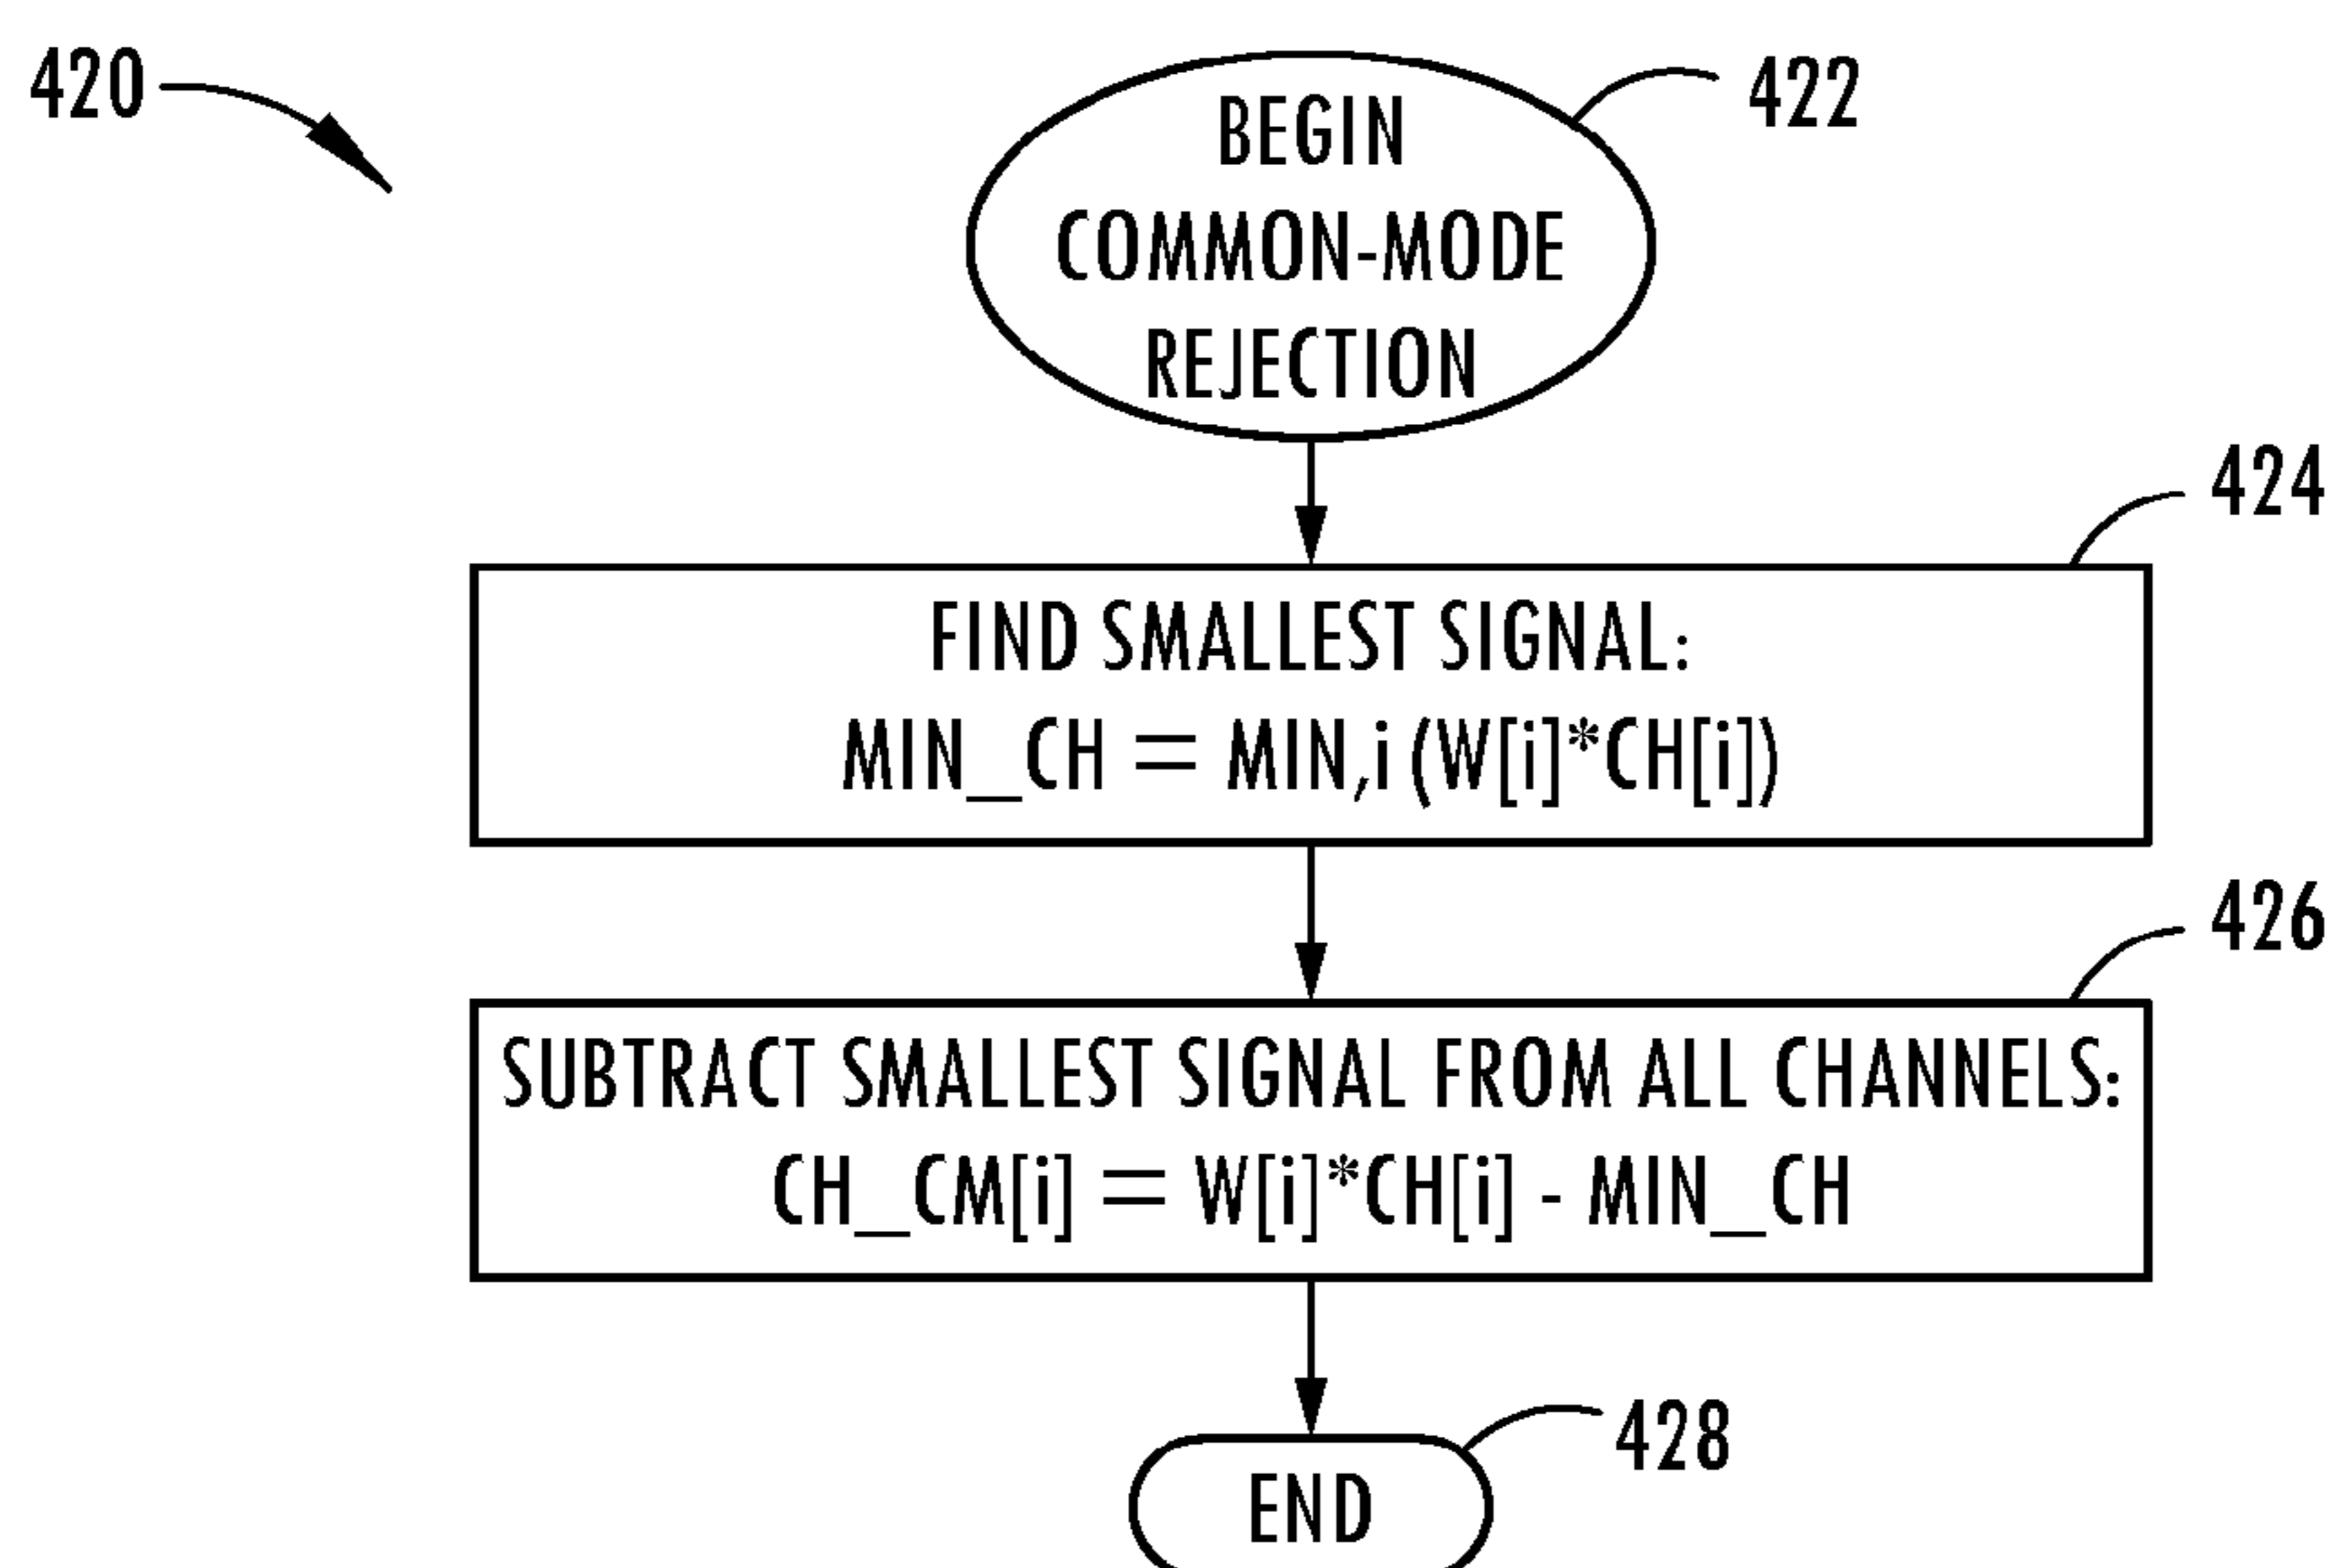 420
422
BEGIN
COMMON-MODE
REJECTION
424
FIND SMALLEST SIGNAL:
MIN_CH = MIN,i (W[i]*CH[i])
426
SUBTRACT SMALLEST SIGNAL FROM ALL CHANNELS:
CH_CM[i] = W[i]*CH[i] - MIN_CH
428
END